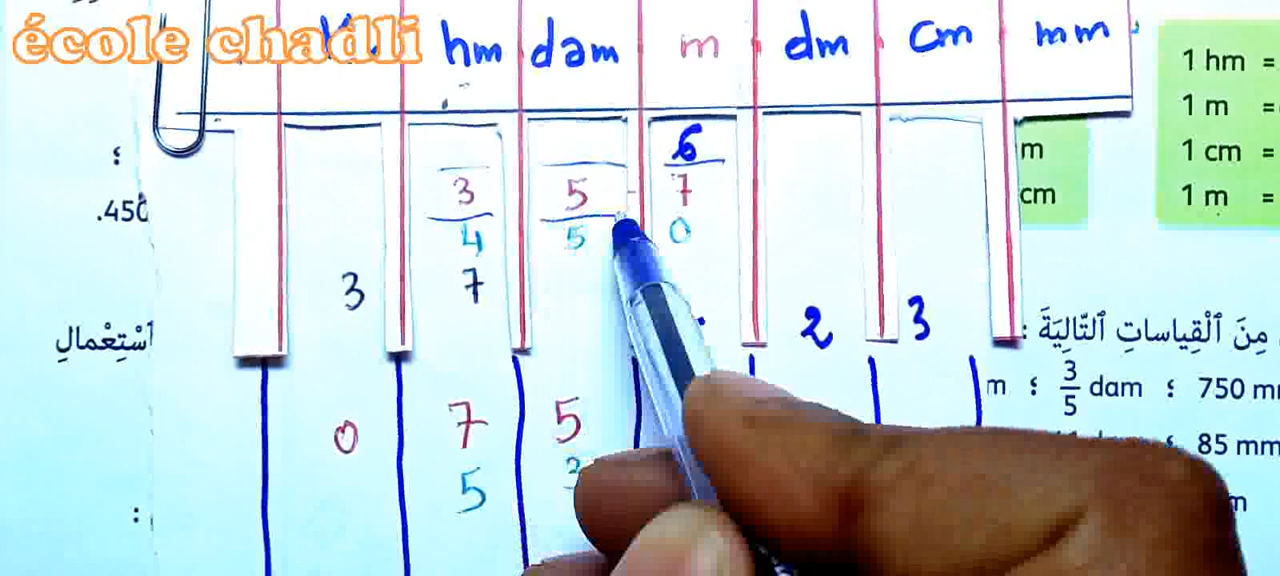 école chadli
hm dam m dm cm mm
1 hm =
1 m =
1 cm =
1 m =
m
cm
6
3 5 7
4 5 0
3 7
2 3
0 7 5
5
؟
.450
ٱسْتِعْمالِ
مِنَ ٱلْقِياساتِ ٱلتّالِيَةَ :
m ؛ 3/5 dam ؛ 750 m
؛ 85 mm
m
: